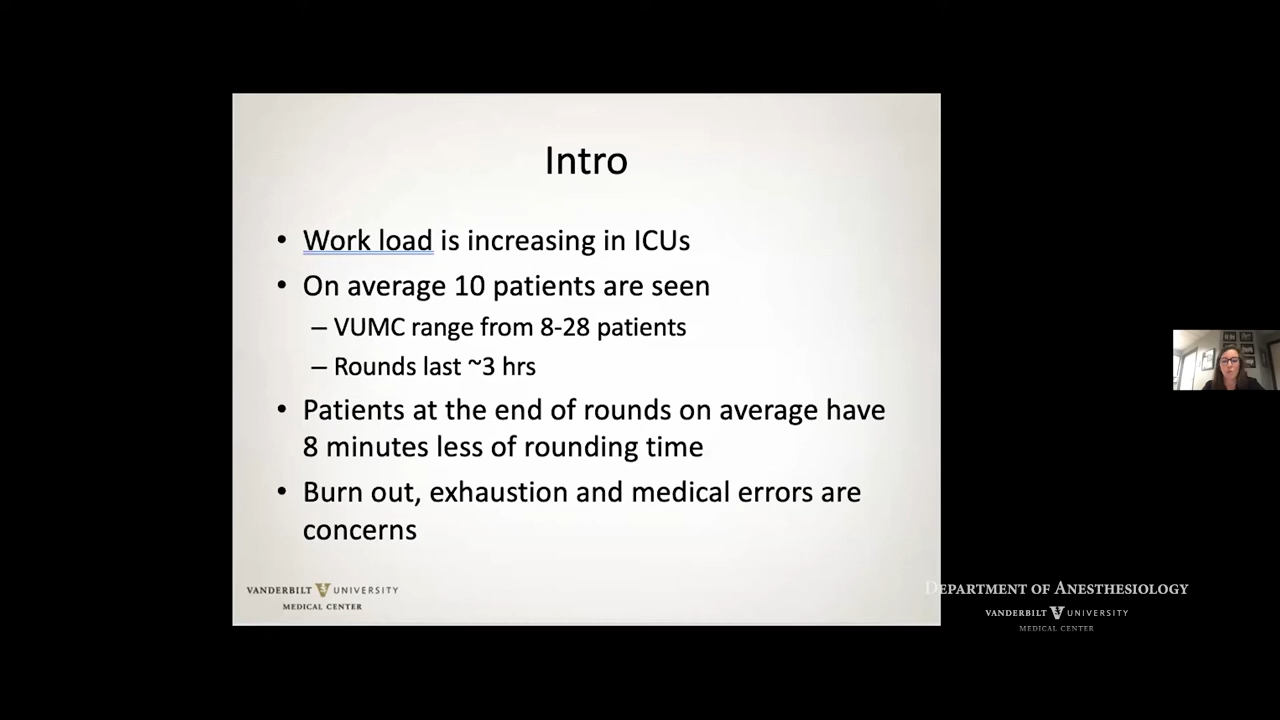 Intro
• Work load is increasing in ICUs
• On average 10 patients are seen
– VUMC range from 8-28 patients
– Rounds last ~3 hrs
• Patients at the end of rounds on average have
8 minutes less of rounding time
• Burn out, exhaustion and medical errors are
concerns
VANDERBILT UNIVERSITY
MEDICAL CENTER
DEPARTMENT OF ANESTHESIOLOGY
VANDERBILT UNIVERSITY
MEDICAL CENTER